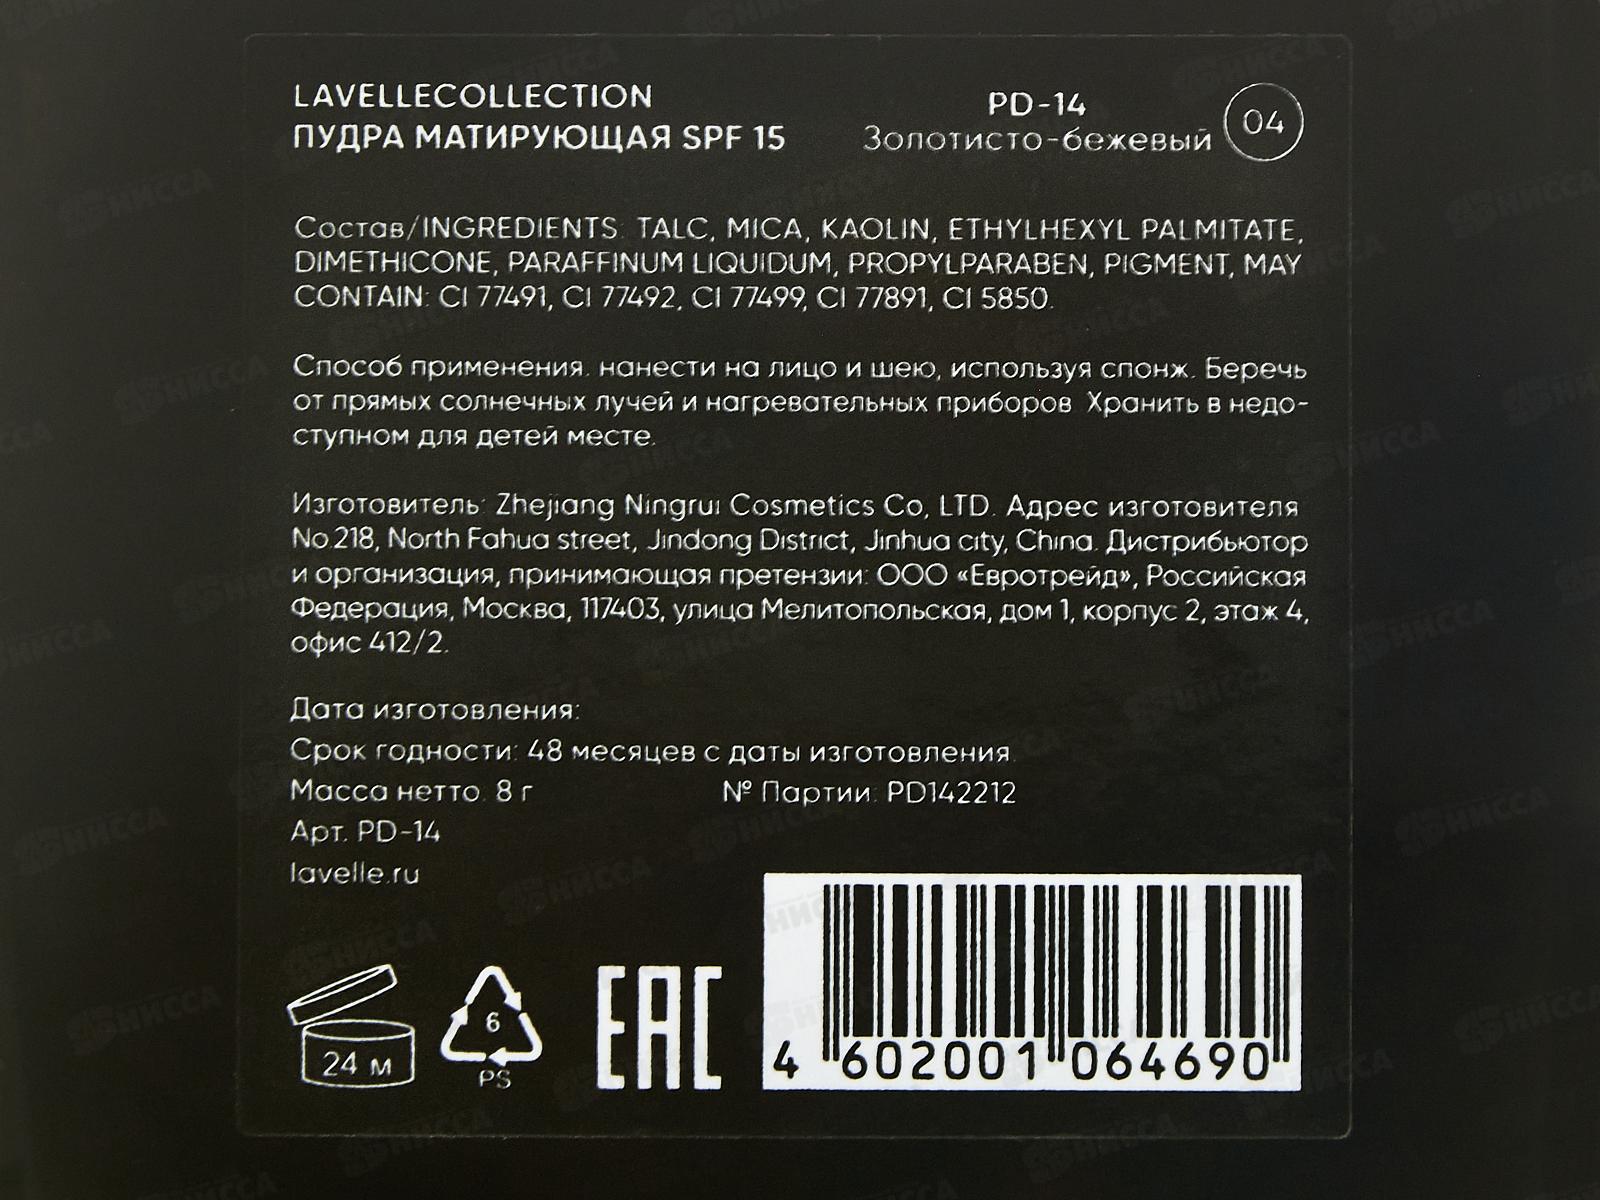 LAVELLECOLLECTION
ПУДРА МАТИРУЮЩАЯ SPF 15
PD-14
Золотисто-бежевый 04
Состав/INGREDIENTS: TALC, MICA, KAOLIN, ETHYLHEXYL PALMITATE,
DIMETHICONE, PARAFFINUM LIQUIDUM, PROPYLPARABEN, PIGMENT, MAY
CONTAIN: CI 77491, CI 77492, CI 77499, CI 77891, CI 5850.
Способ применения: нанести на лицо и шею, используя спонж. Беречь
от прямых солнечных лучей и нагревательных приборов. Хранить в недо-
ступном для детей месте.
Изготовитель: Zhejiang Ningrui Cosmetics Co, LTD. Адрес изготовителя:
No.218, North Fahua street, Jindong District, Jinhua city, China. Дистрибьютор
и организация, принимающая претензии: ООО «Евротрейд», Российская
Федерация, Москва, 117403, улица Мелитопольская, дом 1, корпус 2, этаж 4,
офис 412/2.
Дата изготовления:
Срок годности: 48 месяцев с даты изготовления.
Масса нетто: 8 г № Партии: PD142212
Арт. PD-14
lavelle.ru
24 м
6
PS
EAC
4 602001 064690
НИССА